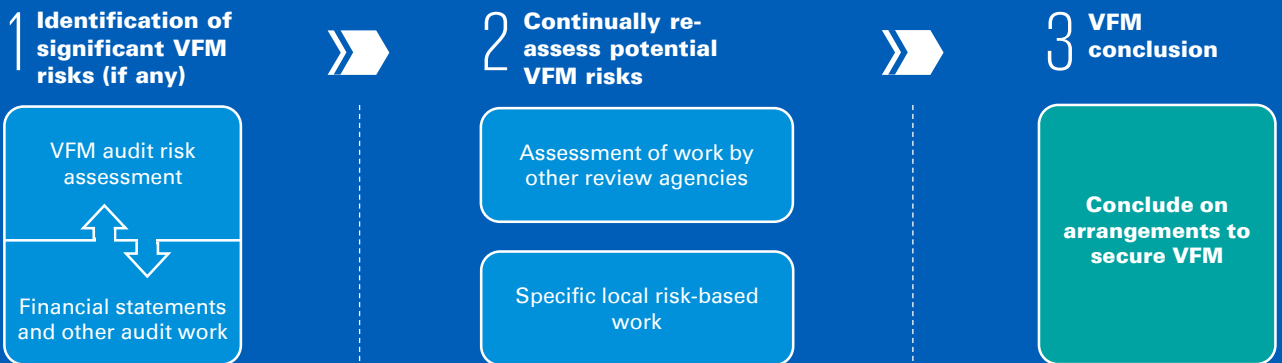 1 Identification of
significant VFM
risks (if any)
2 Continually re-
assess potential
VFM risks
3 VFM
conclusion
VFM audit risk
assessment
Financial statements
and other audit work
Assessment of work by
other review agencies
Specific local risk-based
work
Conclude on
arrangements to
secure VFM